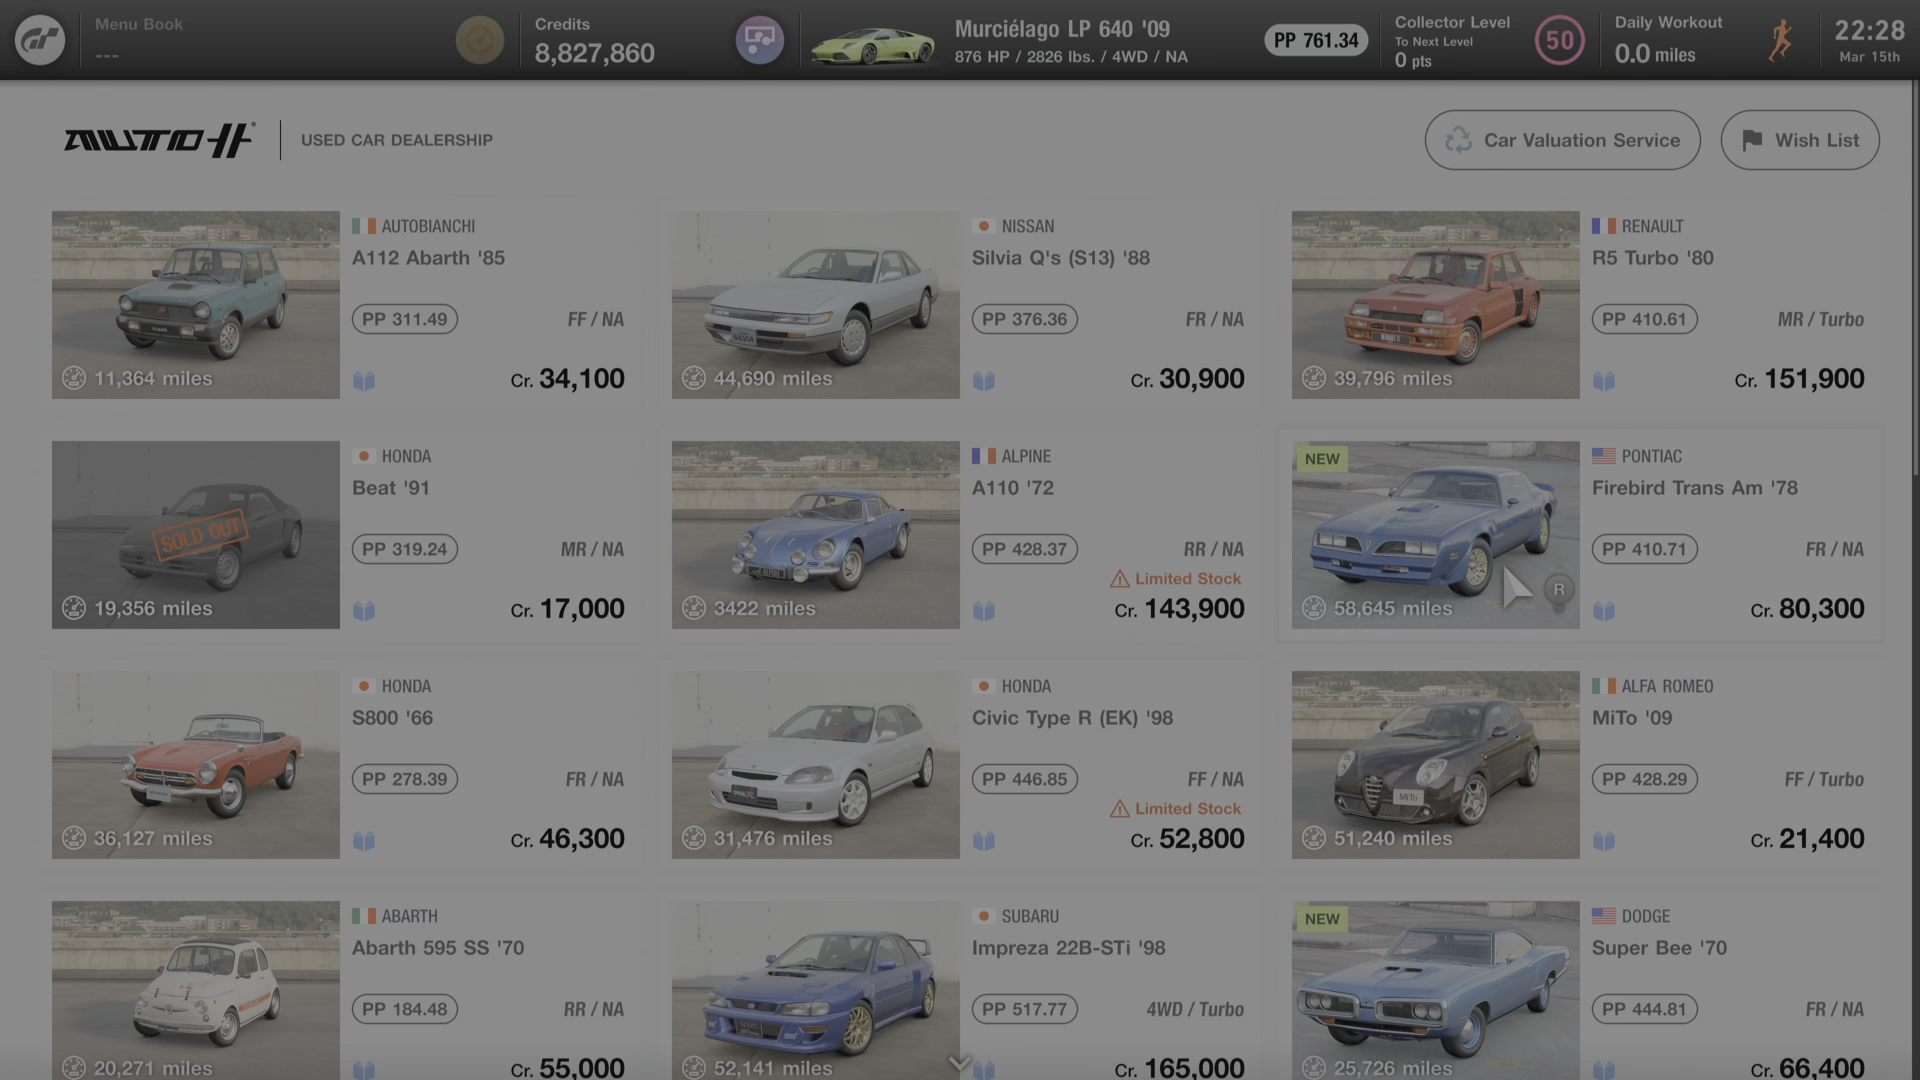 Menu Book
---
Credits
8,827,860
Murciélago LP 640 '09
876 HP / 2826 lbs. / 4WD / NA
PP 761.34
Collector Level
To Next Level
0 pts
50
Daily Workout
0.0 miles
22:28
Mar 15th
AUTO
USED CAR DEALERSHIP
Car Valuation Service
Wish List
AUTOBIANCHI
A112 Abarth '85
PP 311.49
FF / NA
11,364 miles
Cr. 34,100
NISSAN
Silvia Q's (S13) '88
PP 376.36
FR / NA
SILVIA
44,690 miles
Cr. 30,900
RENAULT
R5 Turbo '80
PP 410.61
MR / Turbo
39,796 miles
Cr. 151,900
HONDA
Beat '91
SOLD OUT
PP 319.24
MR / NA
19,356 miles
Cr. 17,000
ALPINE
A110 '72
PP 428.37
RR / NA
Limited Stock
3422 miles
Cr. 143,900
NEW
PONTIAC
Firebird Trans Am '78
PP 410.71
FR / NA
R
58,645 miles
Cr. 80,300
HONDA
S800 '66
PP 278.39
FR / NA
36,127 miles
Cr. 46,300
HONDA
Civic Type R (EK) '98
PP 446.85
FF / NA
Limited Stock
31,476 miles
Cr. 52,800
ALFA ROMEO
MiTo '09
PP 428.29
FF / Turbo
MiTo
51,240 miles
Cr. 21,400
ABARTH
Abarth 595 SS '70
PP 184.48
RR / NA
20,271 miles
Cr. 55,000
SUBARU
Impreza 22B-STi '98
PP 517.77
4WD / Turbo
52,141 miles
Cr. 165,000
NEW
DODGE
Super Bee '70
PP 444.81
FR / NA
25,726 miles
Cr. 66,400